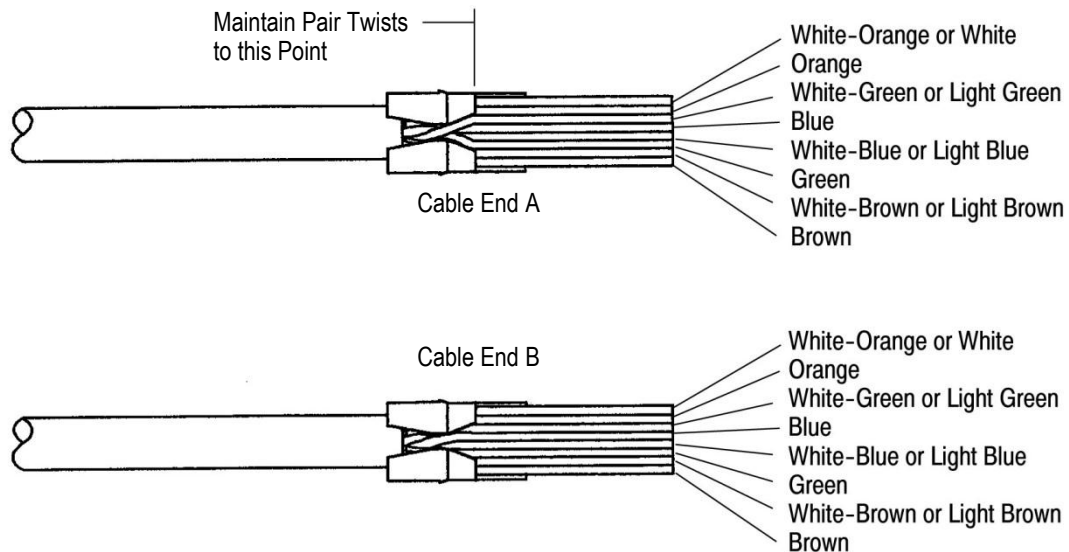 Maintain Pair Twists
to this Point
White-Orange or White
Orange
White-Green or Light Green
Blue
White-Blue or Light Blue
Green
White-Brown or Light Brown
Brown
Cable End A
Cable End B
White-Orange or White
Orange
White-Green or Light Green
Blue
White-Blue or Light Blue
Green
White-Brown or Light Brown
Brown